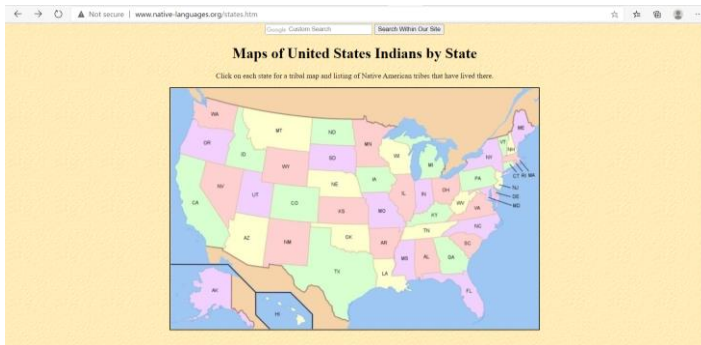 Not secure | www.native-languages.org/states.htm
Google Custom Search Search Within Our Site
Maps of United States Indians by State
Click on each state for a tribal map and listing of Native American tribes that have lived there.
WA MT ND MN ME
OR ID WY SD WI MI VT NH NY
NV UT CO NE IA IL IN OH PA CT RI MA
CA KS MO KY WV VA NJ
DE
MD
AZ NM OK AR TN NC
TX LA MS AL GA SC
AK HI FL